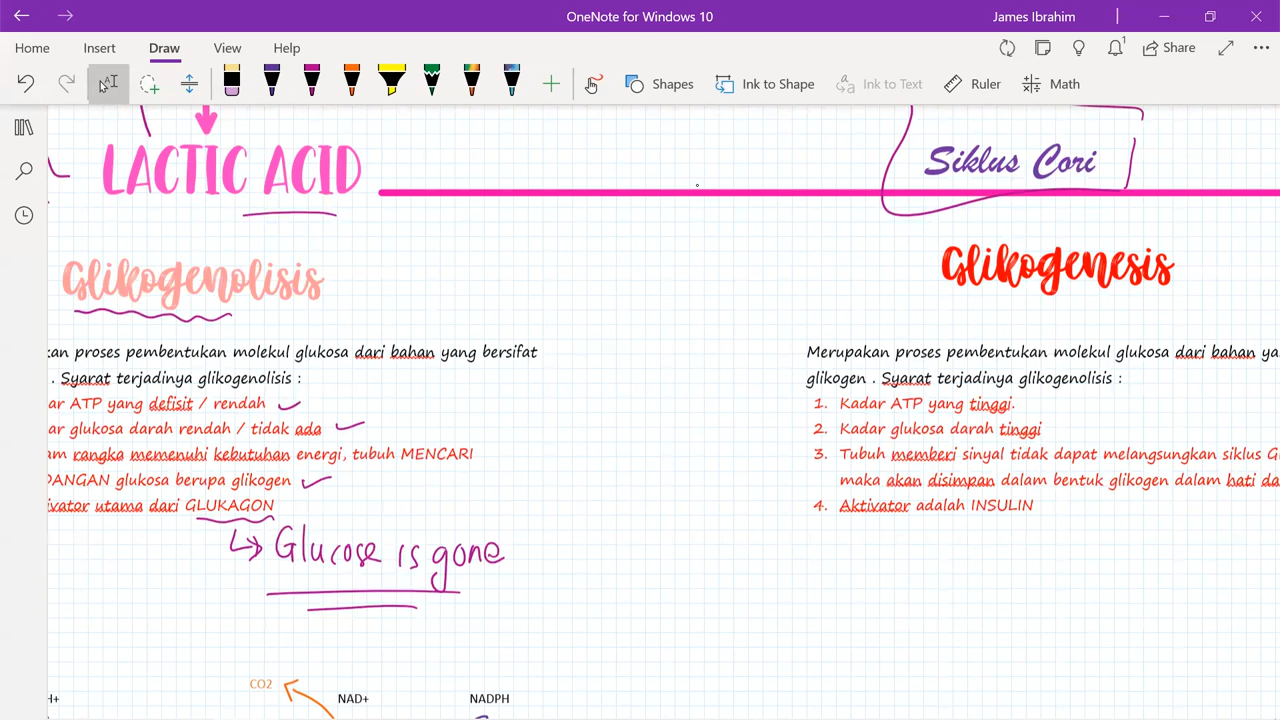 OneNote for Windows 10
James Ibrahim
Home Insert Draw View Help
1 Share
Shapes Ink to Shape Ink to Text Ruler Math
LACTIC ACID
Siklus Cori
Glikogenolisis
kan proses pembentukan molekul glukosa dari bahan yang bersifat
. Syarat terjadinya glikogenolisis :
ar ATP yang defisit / rendah
ar glukosa darah rendah / tidak ada
am rangka memenuhi kebutuhan energi, tubuh MENCARI
DANGAN glukosa berupa glikogen
ivator utama dari GLUKAGON
Glucose is gone
Glikogenesis
Merupakan proses pembentukan molekul glukosa dari bahan ya
glikogen . Syarat terjadinya glikogenolisis :
1. Kadar ATP yang tinggi.
2. Kadar glukosa darah tinggi
3. Tubuh memberi sinyal tidak dapat melangsungkan siklus Gl
maka akan disimpan dalam bentuk glikogen dalam hati da
4. Aktivator adalah INSULIN
CO2
H+ NAD+ NADPH